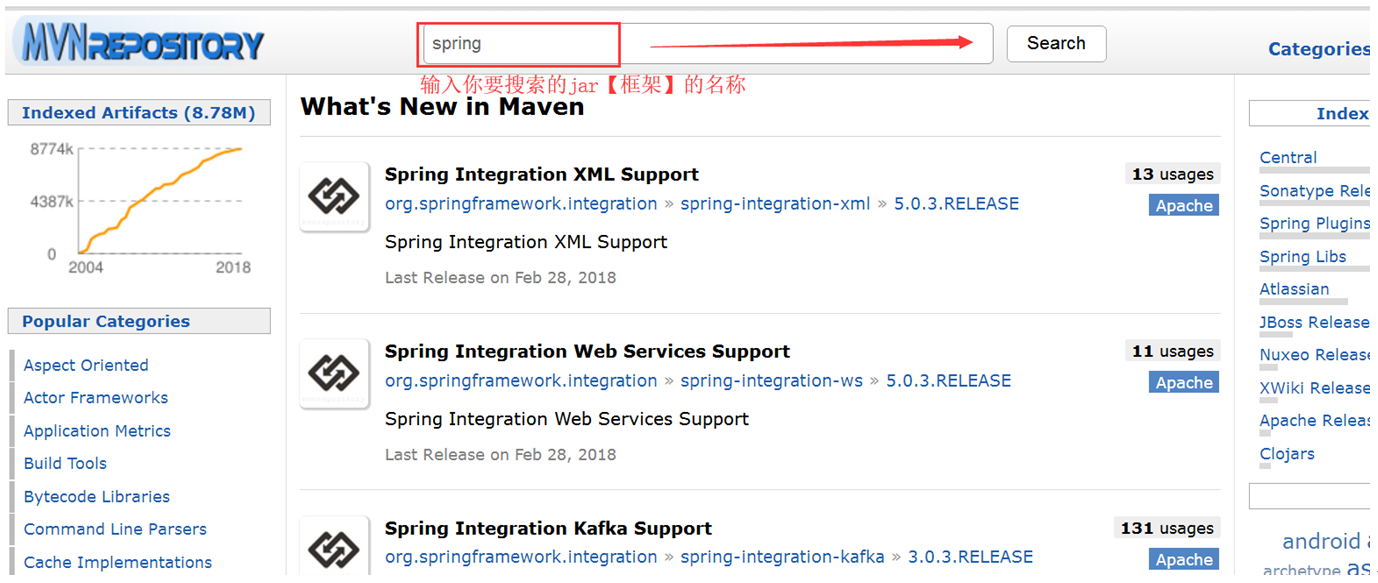 MVNREPOSITORY
spring
Search
Categories
输入你要搜索的jar【框架】的名称
Indexed Artifacts (8.78M)
8774k
4387k
0
2004
2018
Popular Categories
Aspect Oriented
Actor Frameworks
Application Metrics
Build Tools
Bytecode Libraries
Command Line Parsers
Cache Implementations
What's New in Maven
Spring Integration XML Support
13 usages
org.springframework.integration » spring-integration-xml » 5.0.3.RELEASE
Apache
Spring Integration XML Support
Last Release on Feb 28, 2018
Spring Integration Web Services Support
11 usages
org.springframework.integration » spring-integration-ws » 5.0.3.RELEASE
Apache
Spring Integration Web Services Support
Last Release on Feb 28, 2018
Spring Integration Kafka Support
131 usages
org.springframework.integration » spring-integration-kafka » 3.0.3.RELEASE
Apache
Index
Central
Sonatype Rele
Spring Plugins
Spring Libs
Atlassian
JBoss Release
Nuxeo Release
XWiki Release
Apache Releas
Clojars
android
archetype as